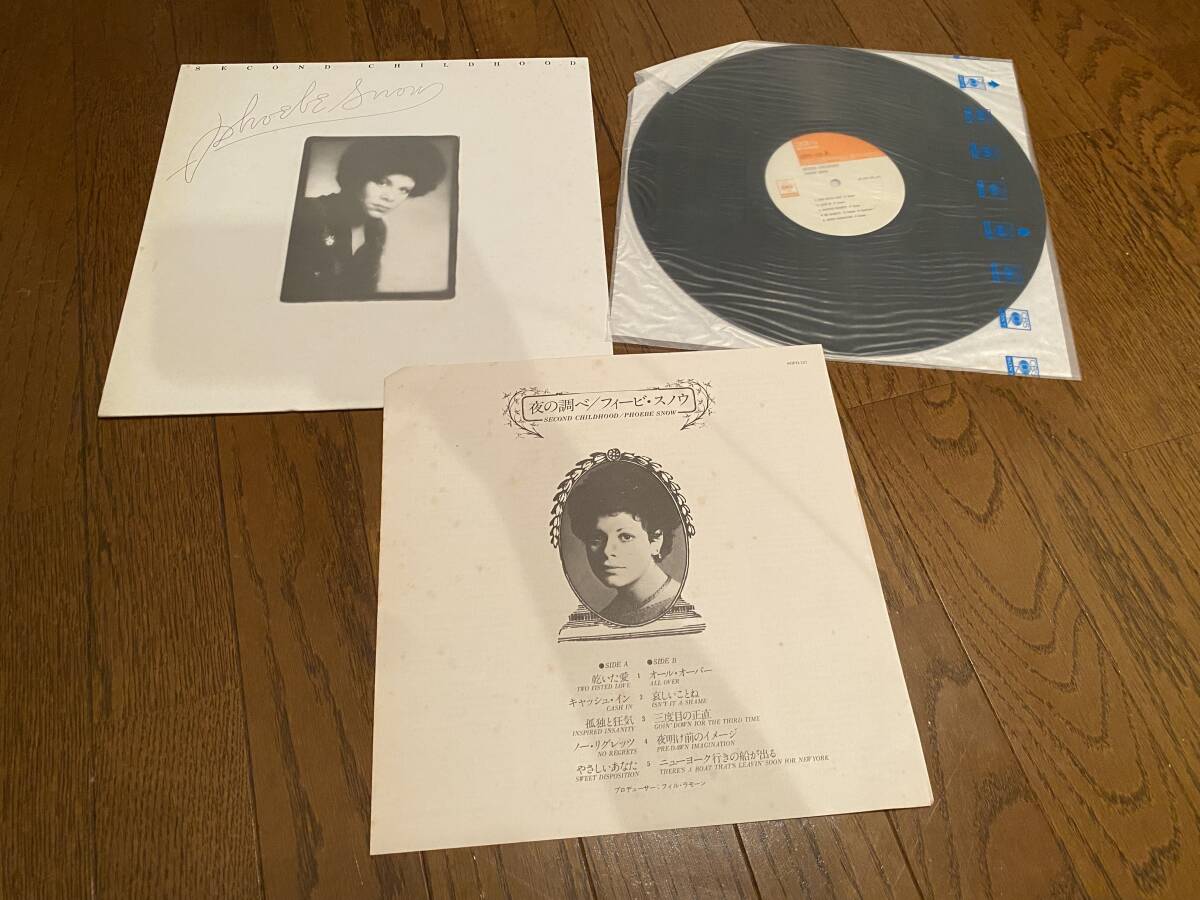 SECOND CHILDHOOD
Phoebe Snow
夜の調べ/フィービ・スノウ
SECOND CHILDHOOD/PHOEBE SNOW
●SIDE A ●SIDE B
乾いた愛 1 オール・オーバー
TWO FISTED LOVE ALL OVER
キャッシュ・イン 2 哀しいことね
CASH IN ISN'T IT A SHAME
孤独と狂気 3 三度目の正直
INSPIRED INSANITY GOIN' DOWN FOR THE THIRD TIME
ノー・リグレッツ 4 夜明け前のイメージ
NO REGRETS PRE-DAWN IMAGINATION
やさしいあなた 5 ニューヨーク行きの船が出る
SWEET DISPOSITION THERE'S A BOAT THAT'S LEAVIN' SOON FOR NEW YORK
プロデューサー:フィル・ラモーン